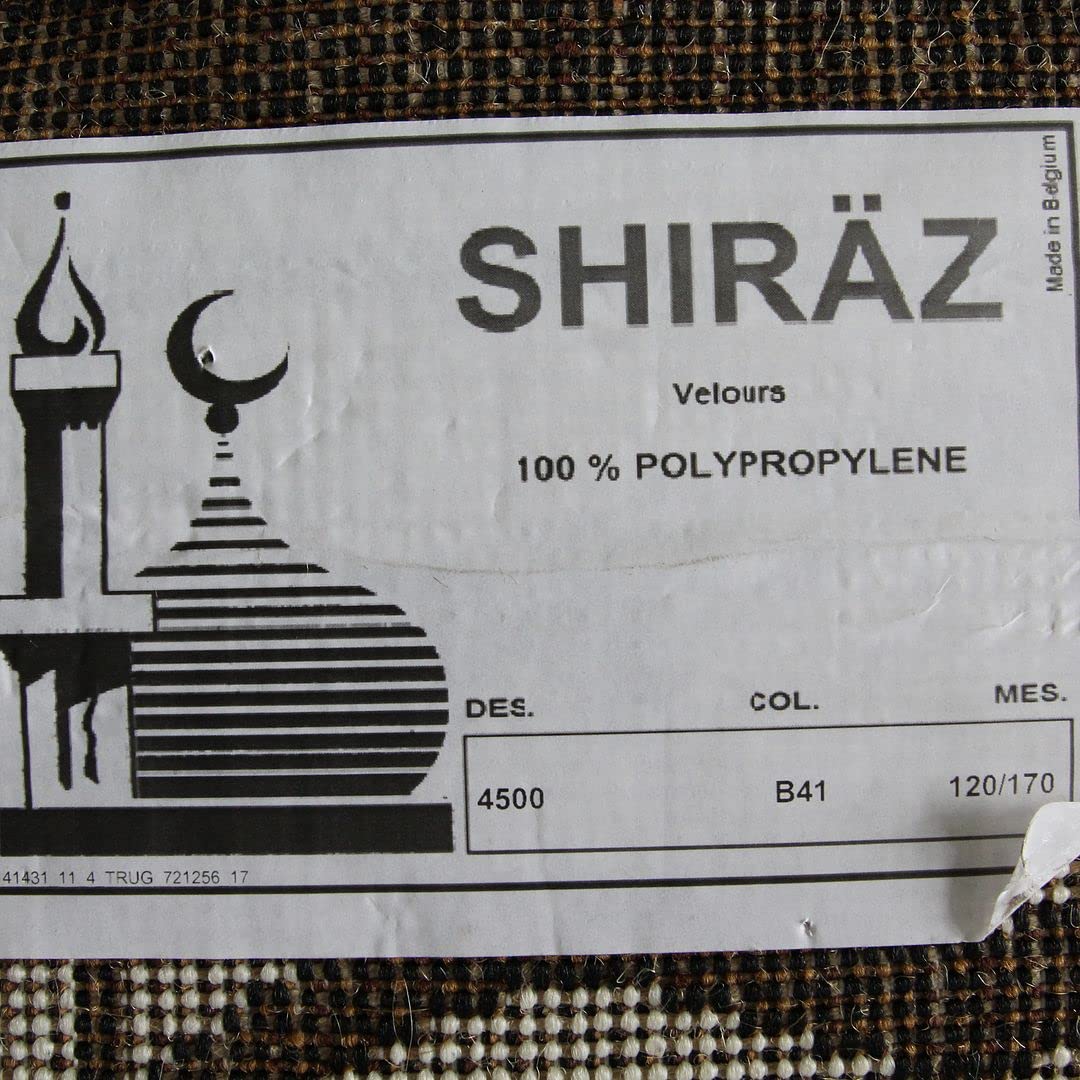 SHIRÄZ
Made in Belgium
Velours
100 % POLYPROPYLENE
DES. COL. MES.
4500 B41 120/170
41431 11 4 TRUG 721256 17